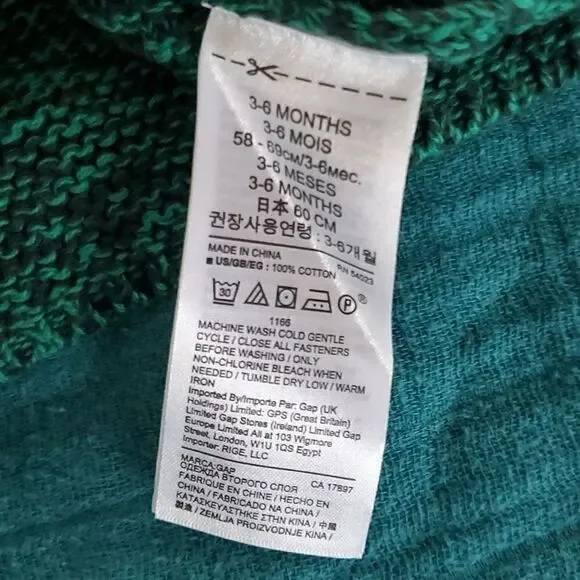 3-6 MONTHS
3-6 MOIS
58 - 69см/3-6мес.
3-6 MESES
3-6 MONTHS
日本 60 CM
권장사용연령 : 3-6개월
MADE IN CHINA
■ US/GB/EG : 100% COTTON RN 54023
30 P ®
1166
MACHINE WASH COLD GENTLE
CYCLE / CLOSE ALL FASTENERS
BEFORE WASHING / ONLY
NON-CHLORINE BLEACH WHEN
NEEDED / TUMBLE DRY LOW / WARM
IRON
Imported By/Importe Par: Gap (UK
Holdings) Limited: GPS (Great Britain)
Limited Gap Stores (Ireland) Limited Gap
Europe Limited All at 103 Wigmore
Street, London, W1U 1QS Egypt
Importer: RIGE, LLC
MARCA:GAP CA 17897
ОДЕЖДА ВТОРОГО СЛОЯ
FABRIQUE EN CHINE / HECHO EN
CHINA / FABRICADO NA CHINA /
ΚΑΤΑΣΚΕΥΑΣΤΗΚΕ ΣΤΗΝ ΚΙΝΑ / 中國
製造 / ZEMLJA PROIZVODNJE KINA /